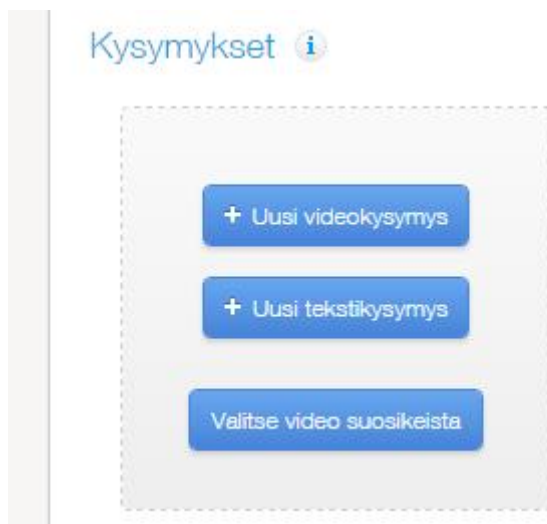 Kysymykset i
+ Uusi videokysymys
+ Uusi tekstikysymys
Valitse video suosikeista